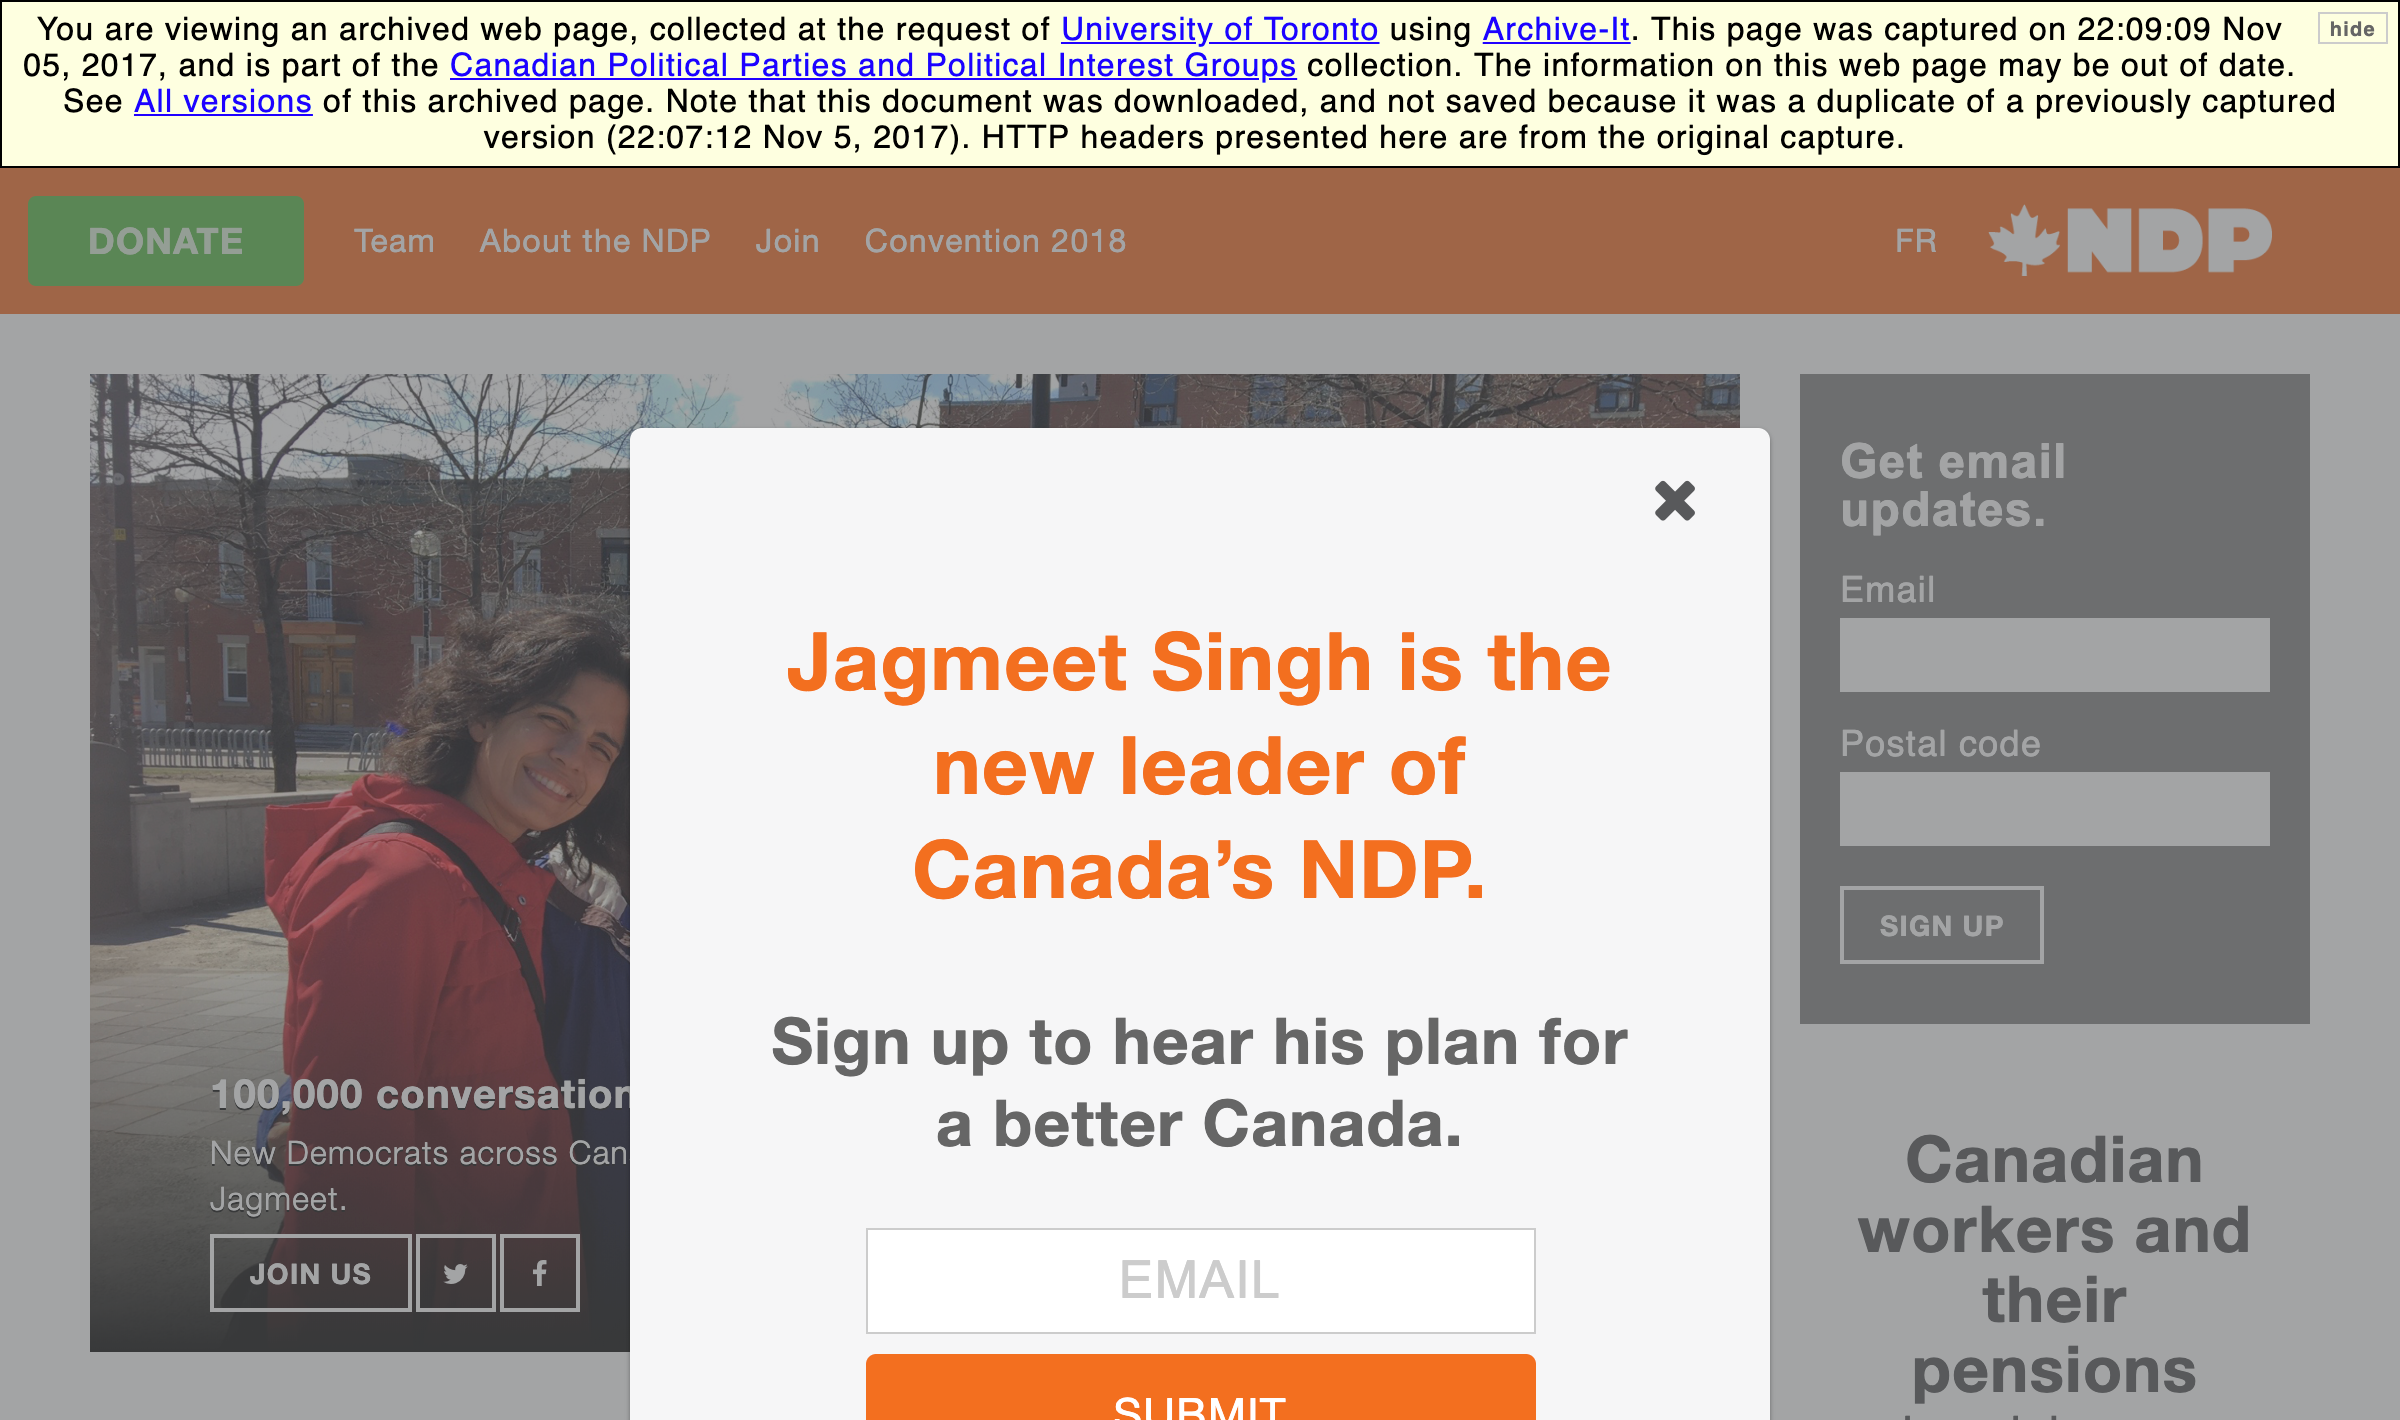 You are viewing an archived web page, collected at the request of University of Toronto using Archive-It. This page was captured on 22:09:09 Nov
hide
05, 2017, and is part of the Canadian Political Parties and Political Interest Groups collection. The information on this web page may be out of date.
See All versions of this archived page. Note that this document was downloaded, and not saved because it was a duplicate of a previously captured
version (22:07:12 Nov 5, 2017). HTTP headers presented here are from the original capture.
DONATE Team About the NDP Join Convention 2018 FR NDP
100,000 conversation
New Democrats across Can
Jagmeet.
JOIN US
Jagmeet Singh is the
new leader of
Canada’s NDP.
Sign up to hear his plan for
a better Canada.
EMAIL
SUBMIT
Get email
updates.
Email
Postal code
SIGN UP
Canadian
workers and
their
pensions